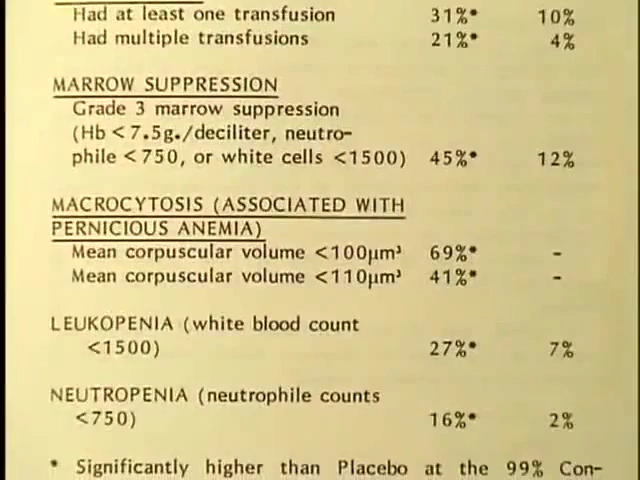 Had at least one transfusion 31%* 10%
Had multiple transfusions 21%* 4%
MARROW SUPPRESSION
Grade 3 marrow suppression
(Hb < 7.5g./deciliter, neutro-
phile < 750, or white cells <1500) 45%* 12%
MACROCYTOSIS (ASSOCIATED WITH
PERNICIOUS ANEMIA)
Mean corpuscular volume <100µm³ 69%* -
Mean corpuscular volume <110µm³ 41%* -
LEUKOPENIA (white blood count
<1500) 27%* 7%
NEUTROPENIA (neutrophile counts
<750) 16%* 2%
* Significantly higher than Placebo at the 99% Con-